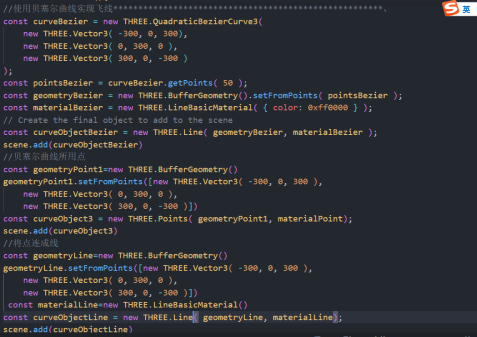 //使用贝塞尔曲线实现飞线**************************************************.
英
const curveBezier = new THREE.QuadraticBezierCurve3(
    new THREE.Vector3( -300, 0, 300),
    new THREE.Vector3( 0, 300, 0 ),
    new THREE.Vector3( 300, 0, -300 )
);
const pointsBezier = curveBezier.getPoints( 50 );
const geometryBezier = new THREE.BufferGeometry().setFromPoints( pointsBezier );
const materialBezier = new THREE.LineBasicMaterial( { color: 0xff0000 } );
// Create the final object to add to the scene
const curveObjectBezier = new THREE.Line( geometryBezier, materialBezier );
scene.add(curveObjectBezier)
//贝塞尔曲线所用点
const geometryPoint1=new THREE.BufferGeometry()
geometryPoint1.setFromPoints([new THREE.Vector3( -300, 0, 300 ),
    new THREE.Vector3( 0, 300, 0 ),
    new THREE.Vector3( 300, 0, -300 )])
const curveObject3 = new THREE.Points( geometryPoint1, materialPoint);
scene.add(curveObject3)
//将点连成线
const geometryLine=new THREE.BufferGeometry()
geometryLine.setFromPoints([new THREE.Vector3( -300, 0, 300 ),
    new THREE.Vector3( 0, 300, 0 ),
    new THREE.Vector3( 300, 0, -300 )])
 const materialLine=new THREE.LineBasicMaterial()
const curveObjectLine = new THREE.Line( geometryLine, materialLine);
scene.add(curveObjectLine)